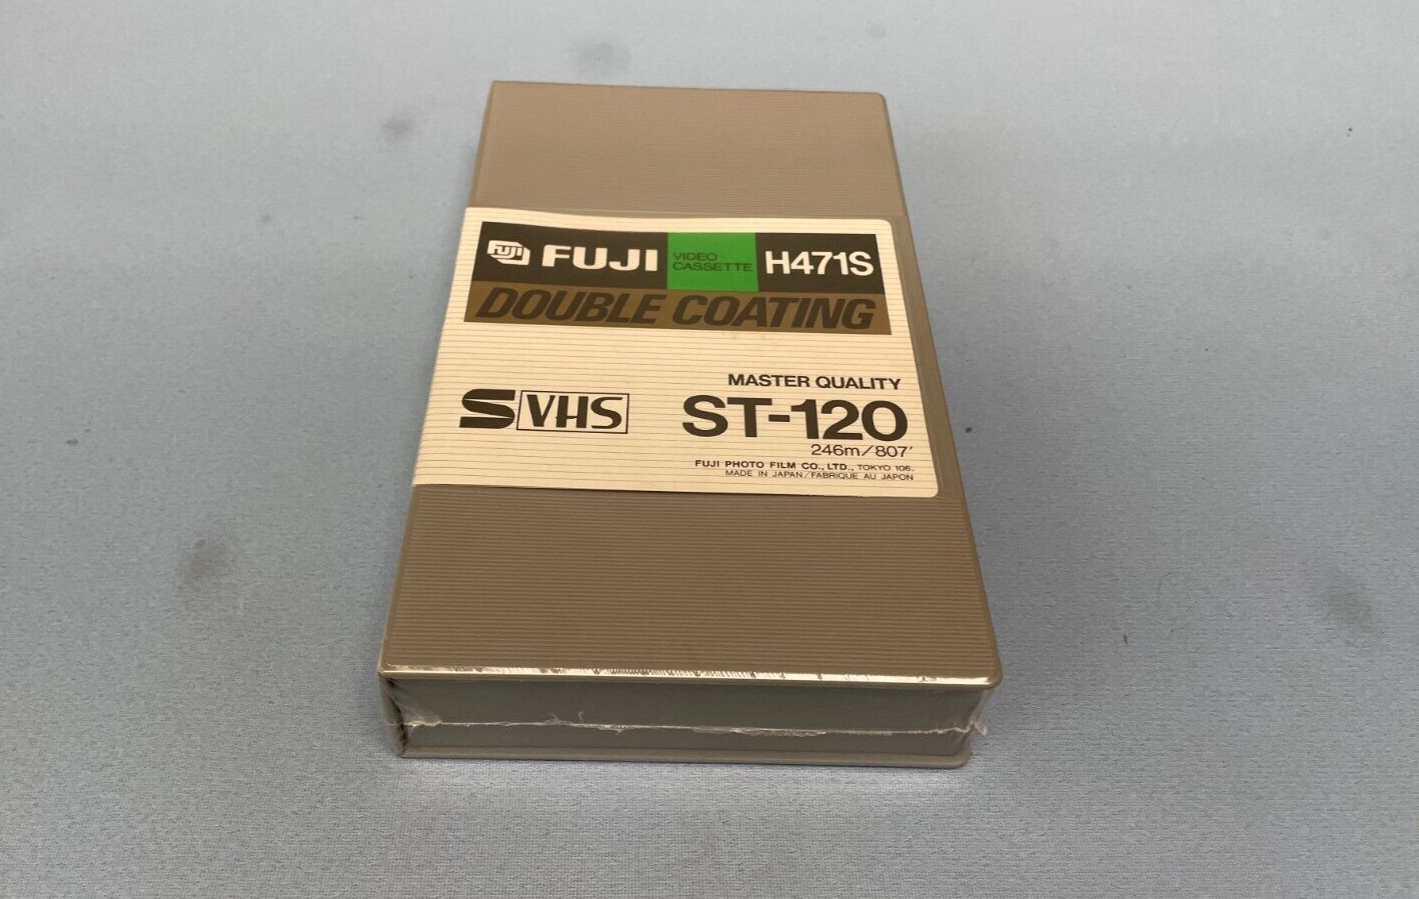 FUJI FUJI VIDEO CASSETTE H471S
DOUBLE COATING
MASTER QUALITY
S VHS ST-120
246m/807'
FUJI PHOTO FILM CO., LTD., TOKYO 106.
MADE IN JAPAN/FABRIQUE AU JAPON